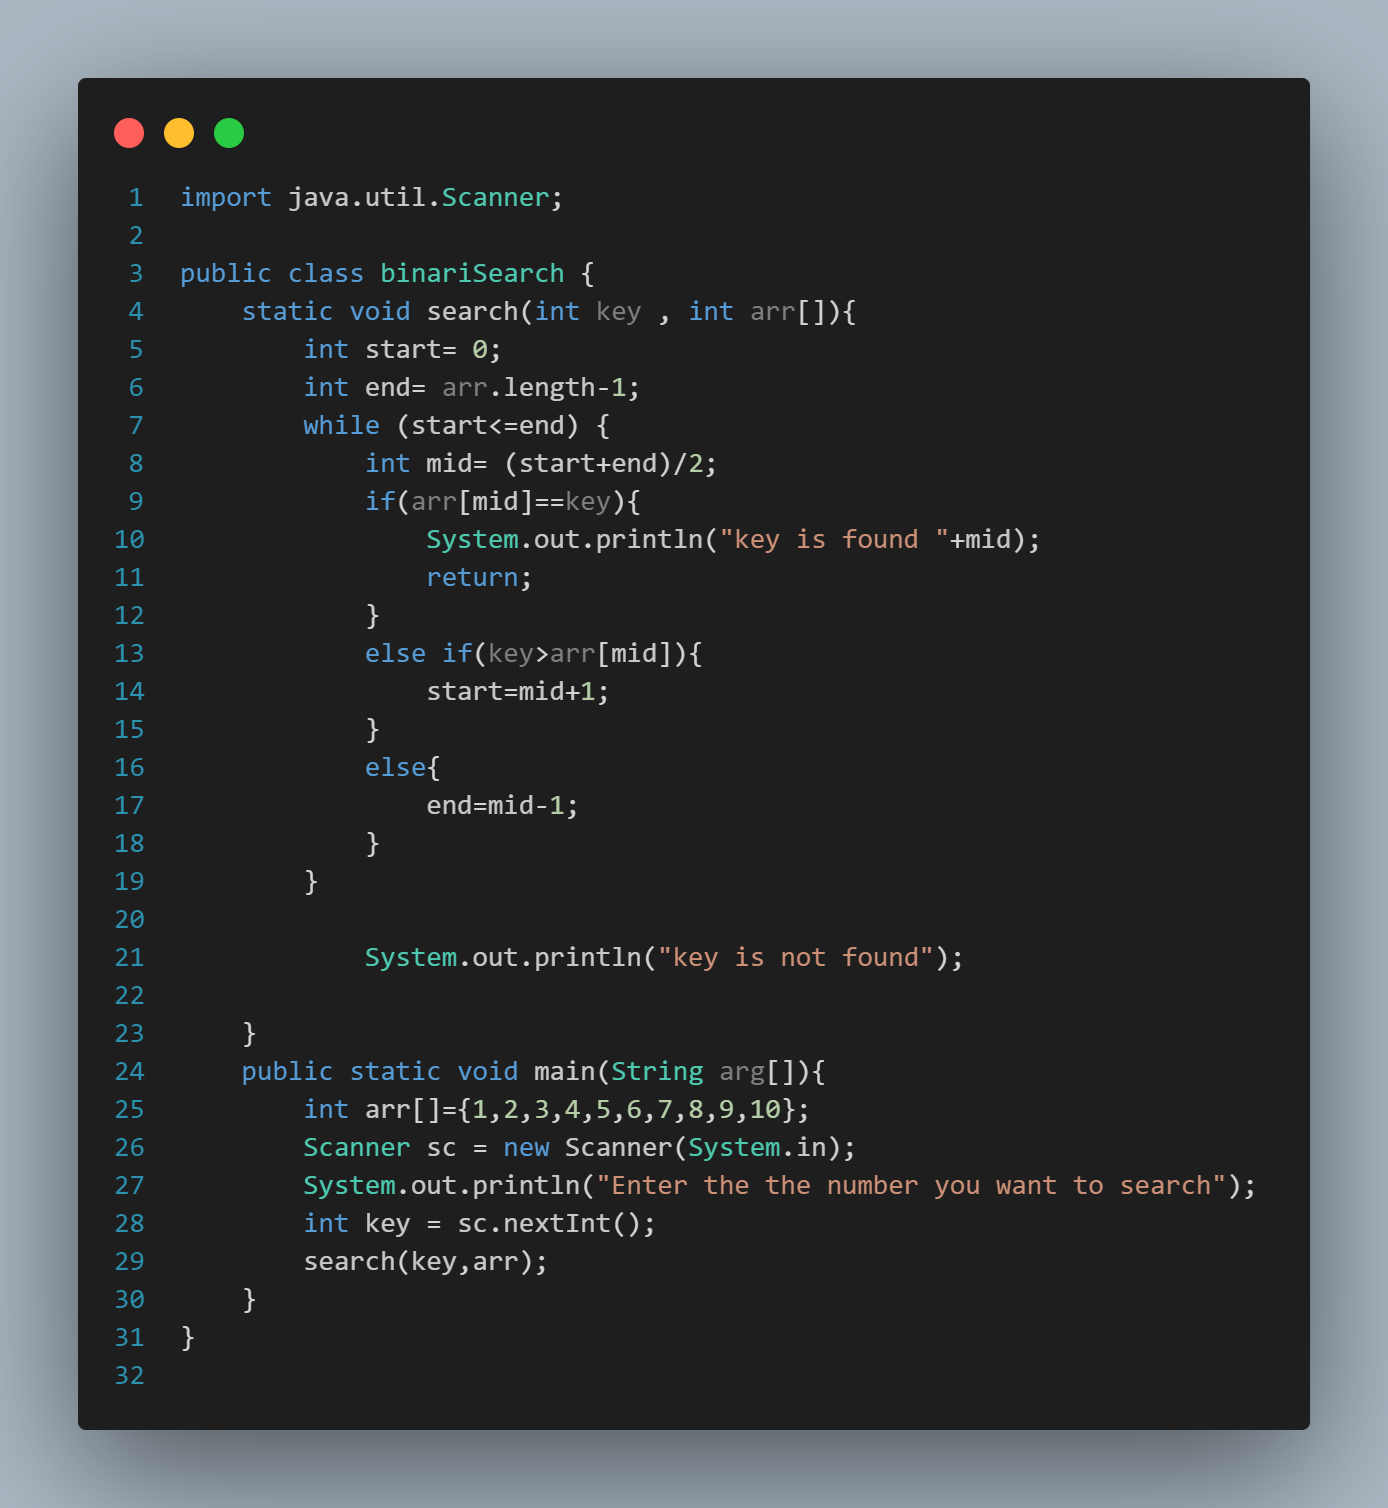 1 import java.util.Scanner;
2
3 public class binariSearch {
4     static void search(int key , int arr[]){
5         int start= 0;
6         int end= arr.length-1;
7         while (start<=end) {
8             int mid= (start+end)/2;
9             if(arr[mid]==key){
10                 System.out.println("key is found "+mid);
11                 return;
12             }
13             else if(key>arr[mid]){
14                 start=mid+1;
15             }
16             else{
17                 end=mid-1;
18             }
19         }
20
21             System.out.println("key is not found");
22
23     }
24     public static void main(String arg[]){
25         int arr[]={1,2,3,4,5,6,7,8,9,10};
26         Scanner sc = new Scanner(System.in);
27         System.out.println("Enter the the number you want to search");
28         int key = sc.nextInt();
29         search(key,arr);
30     }
31 }
32